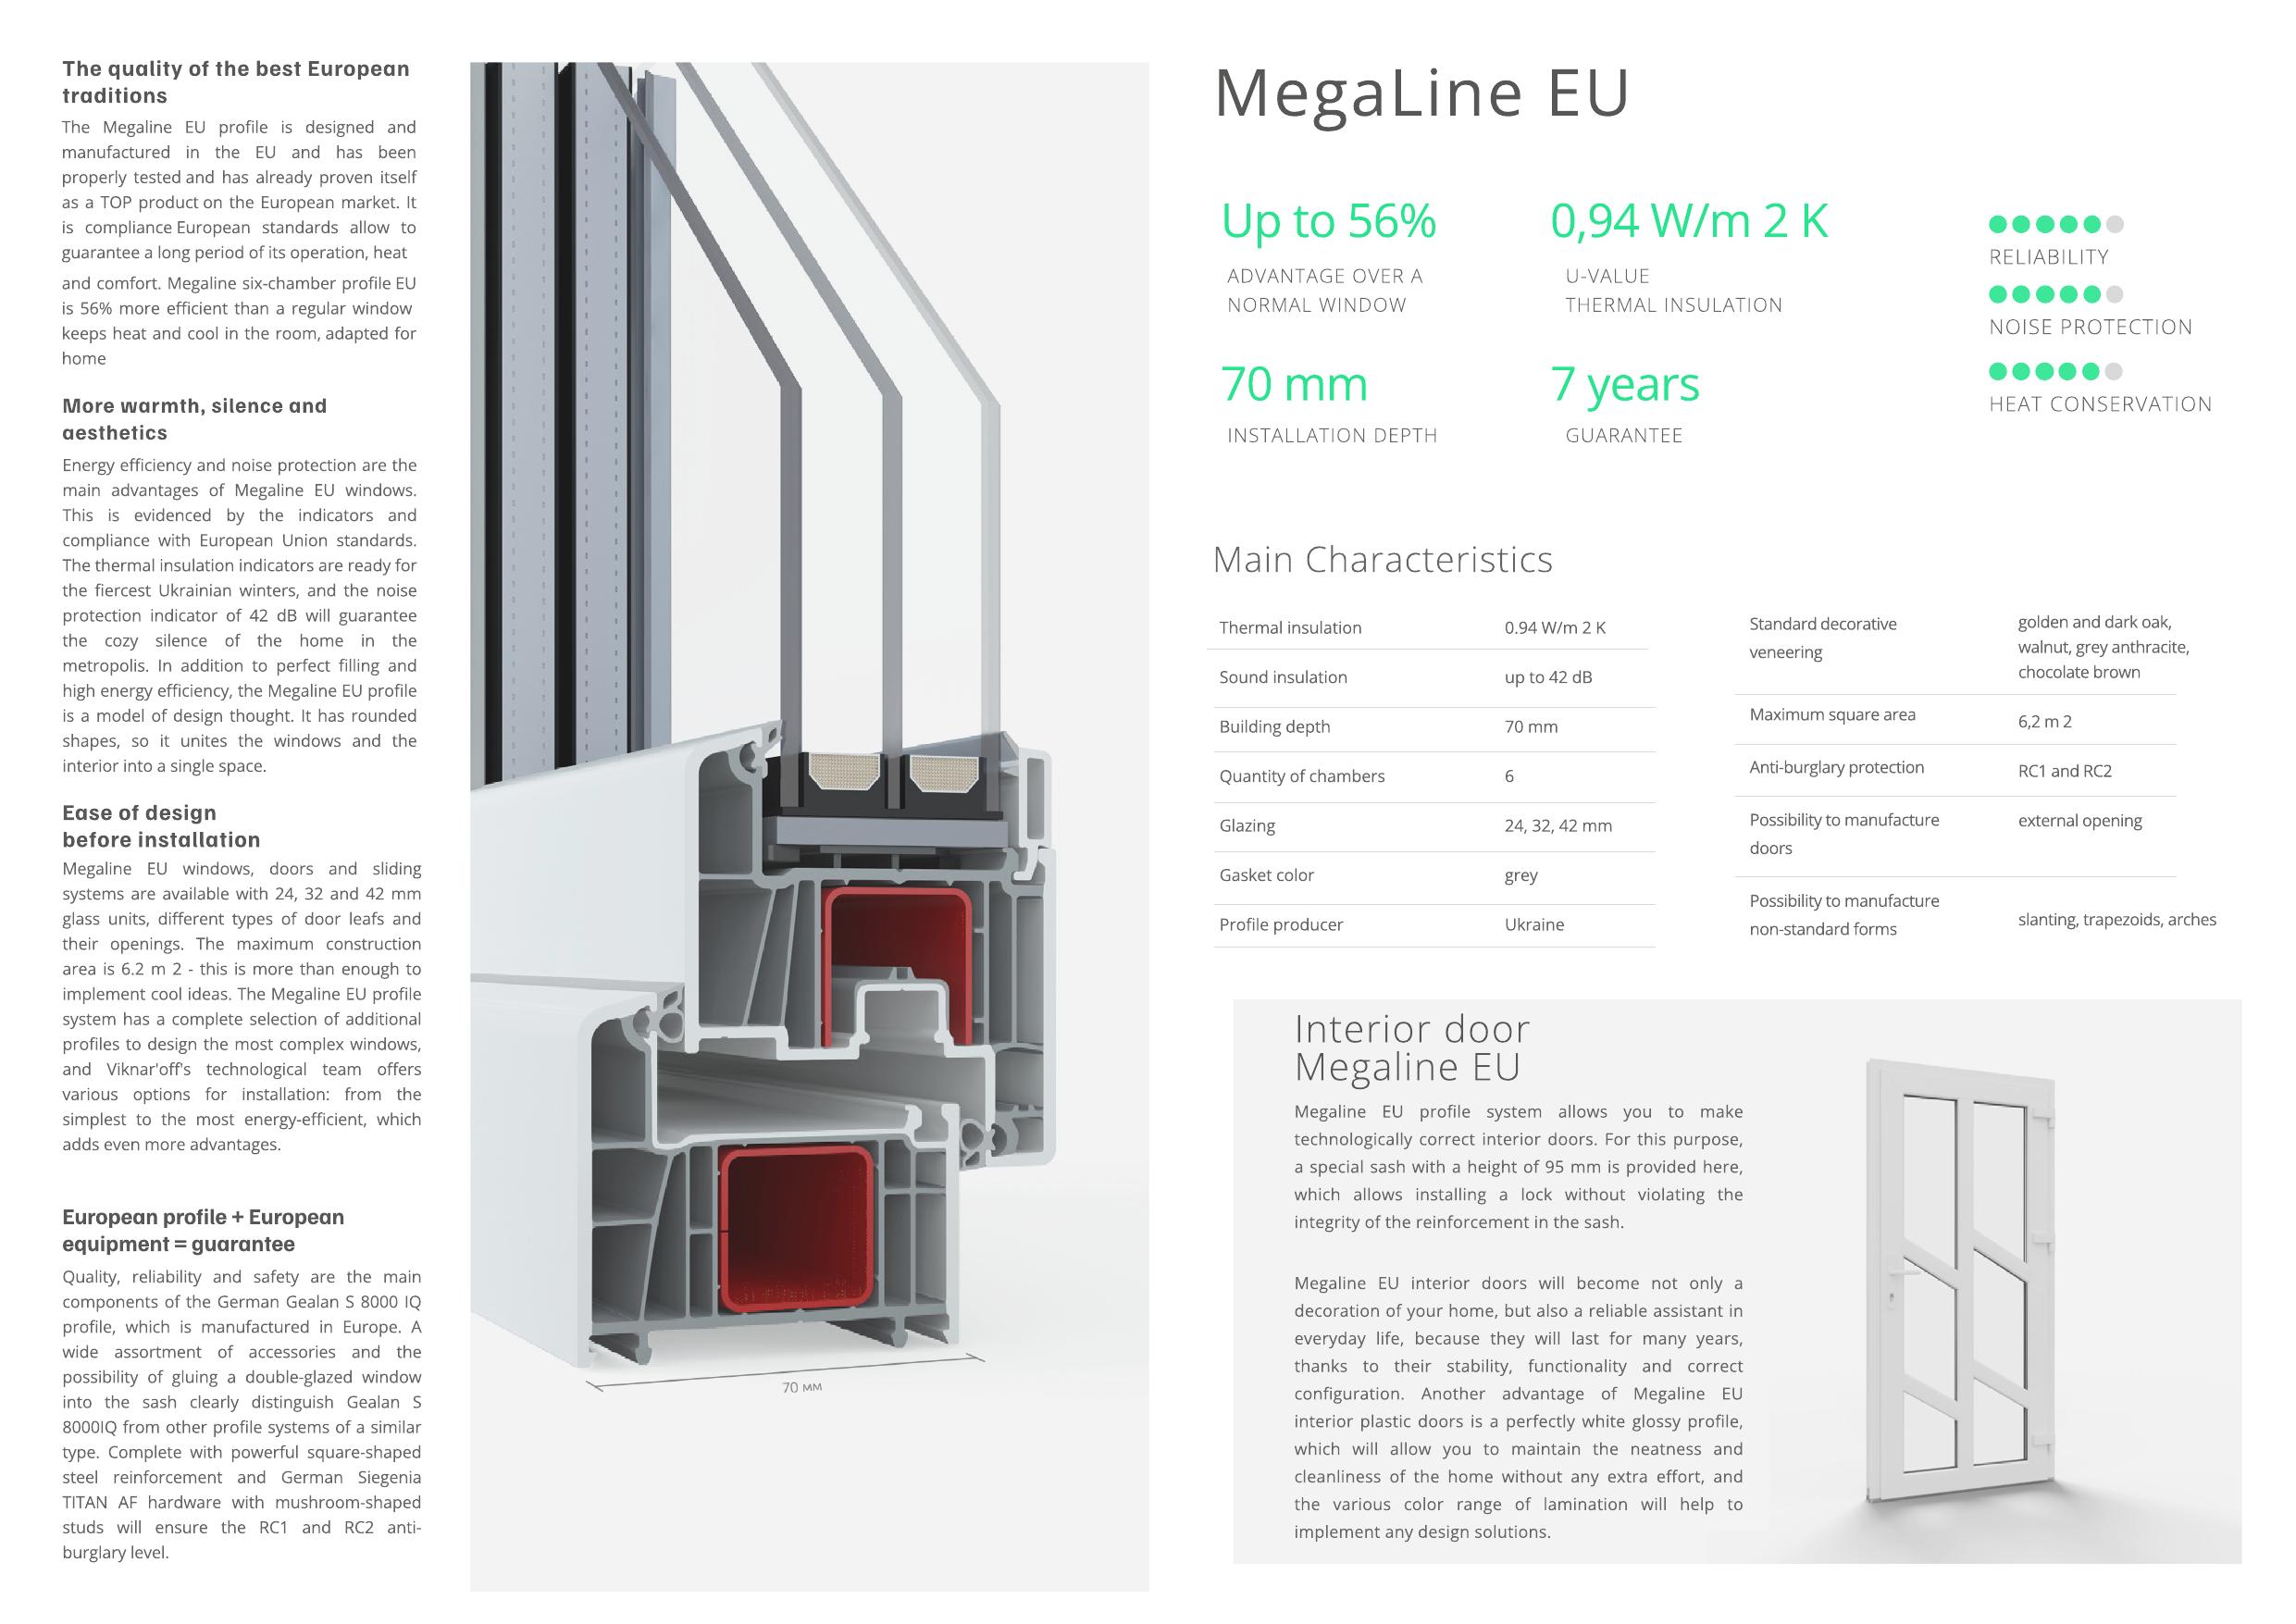 The quality of the best European
traditions
The Megaline EU profile is designed and
manufactured in the EU and has been
properly tested and has already proven itself
as a TOP product on the European market. It
is compliance European standards allow to
guarantee a long period of its operation, heat
and comfort. Megaline six-chamber profile EU
is 56% more efficient than a regular window
keeps heat and cool in the room, adapted for
home
More warmth, silence and
aesthetics
Energy efficiency and noise protection are the
main advantages of Megaline EU windows.
This is evidenced by the indicators and
compliance with European Union standards.
The thermal insulation indicators are ready for
the fiercest Ukrainian winters, and the noise
protection indicator of 42 dB will guarantee
the cozy silence of the home in the
metropolis. In addition to perfect filling and
high energy efficiency, the Megaline EU profile
is a model of design thought. It has rounded
shapes, so it unites the windows and the
interior into a single space.
Ease of design
before installation
Megaline EU windows, doors and sliding
systems are available with 24, 32 and 42 mm
glass units, different types of door leafs and
their openings. The maximum construction
area is 6.2 m 2 - this is more than enough to
implement cool ideas. The Megaline EU profile
system has a complete selection of additional
profiles to design the most complex windows,
and Viknar'off's technological team offers
various options for installation: from the
simplest to the most energy-efficient, which
adds even more advantages.
European profile + European
equipment = guarantee
Quality, reliability and safety are the main
components of the German Gealan S 8000 IQ
profile, which is manufactured in Europe. A
wide assortment of accessories and the
possibility of gluing a double-glazed window
into the sash clearly distinguish Gealan S
8000IQ from other profile systems of a similar
type. Complete with powerful square-shaped
steel reinforcement and German Siegenia
TITAN AF hardware with mushroom-shaped
studs will ensure the RC1 and RC2 anti-
burglary level.
70 мм
MegaLine EU
Up to 56%
ADVANTAGE OVER A
NORMAL WINDOW
0,94 W/m 2 K
U-VALUE
THERMAL INSULATION
70 mm
INSTALLATION DEPTH
7 years
GUARANTEE
RELIABILITY
NOISE PROTECTION
HEAT CONSERVATION
Main Characteristics
Thermal insulation 0.94 W/m 2 K
Sound insulation up to 42 dB
Building depth 70 mm
Quantity of chambers 6
Glazing 24, 32, 42 mm
Gasket color grey
Profile producer Ukraine
Standard decorative
veneering
golden and dark oak,
walnut, grey anthracite,
chocolate brown
Maximum square area 6,2 m 2
Anti-burglary protection RC1 and RC2
Possibility to manufacture
doors
external opening
Possibility to manufacture
non-standard forms
slanting, trapezoids, arches
Interior door
Megaline EU
Megaline EU profile system allows you to make
technologically correct interior doors. For this purpose,
a special sash with a height of 95 mm is provided here,
which allows installing a lock without violating the
integrity of the reinforcement in the sash.
Megaline EU interior doors will become not only a
decoration of your home, but also a reliable assistant in
everyday life, because they will last for many years,
thanks to their stability, functionality and correct
configuration. Another advantage of Megaline EU
interior plastic doors is a perfectly white glossy profile,
which will allow you to maintain the neatness and
cleanliness of the home without any extra effort, and
the various color range of lamination will help to
implement any design solutions.